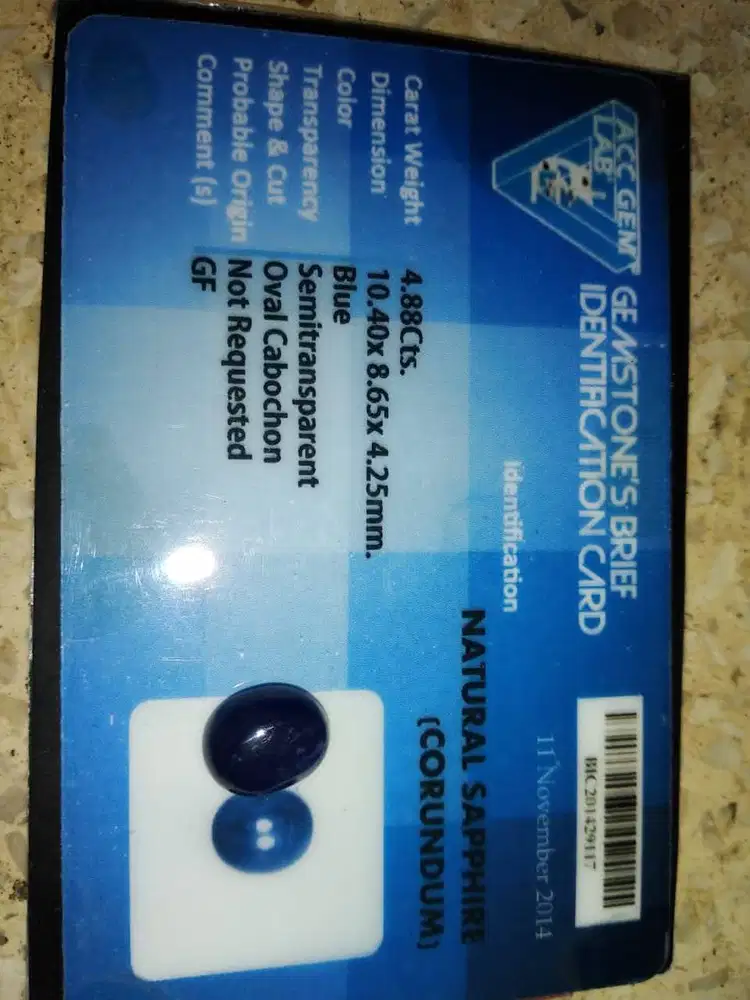 ACC GEM
LAB
GEMSTONE'S BRIEF
IDENTIFICATION CARD
BIC201429117
11 November 2014
Identification
NATURAL SAPPHIRE
(CORUNDUM)
Carat Weight 4.88Cts.
Dimension 10.40x 8.65x 4.25mm.
Color Blue
Transparency Semitransparent
Shape & Cut Oval Cabochon
Probable Origin Not Requested
Comment (s) GF